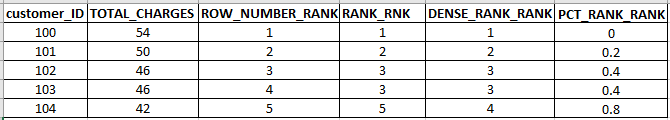 customer_ID TOTAL_CHARGES ROW_NUMBER_RANK RANK_RNK DENSE_RANK_RANK PCT_RANK_RANK
100 54 1 1 1 0
101 50 2 2 2 0.2
102 46 3 3 3 0.4
103 46 4 3 3 0.4
104 42 5 5 4 0.8